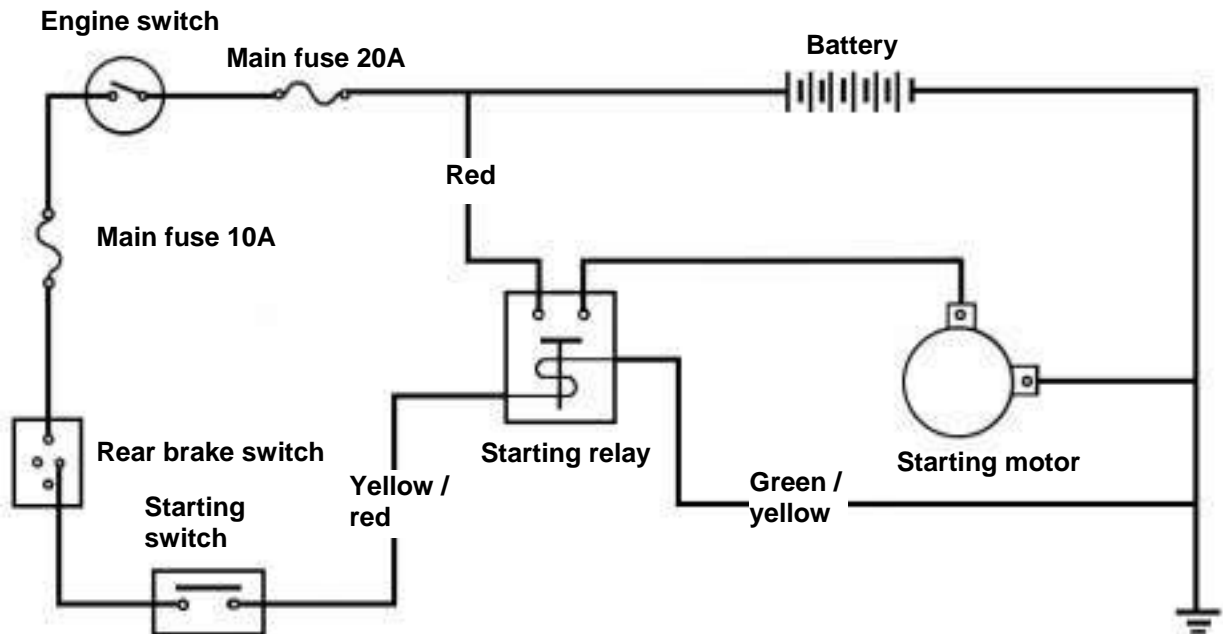 Engine switch
Main fuse 20A
Battery
Red
Main fuse 10A
Rear brake switch
Starting relay
Starting motor
Yellow /
red
Green /
yellow
Starting
switch